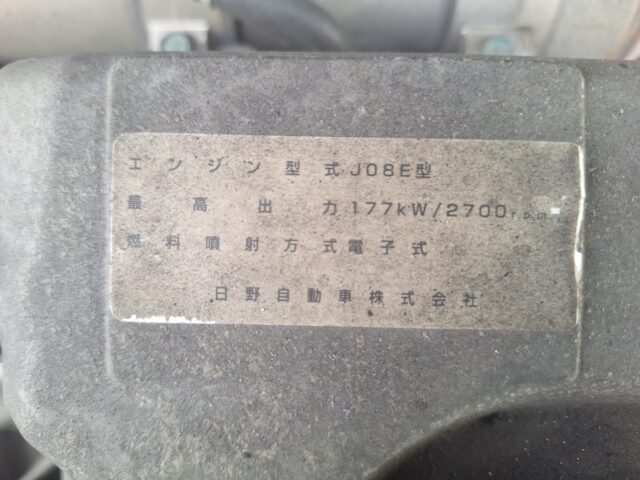 エンジン型式J08E型
最高出力177kW/2700
燃料噴射方式電子式
日野自動車株式会社